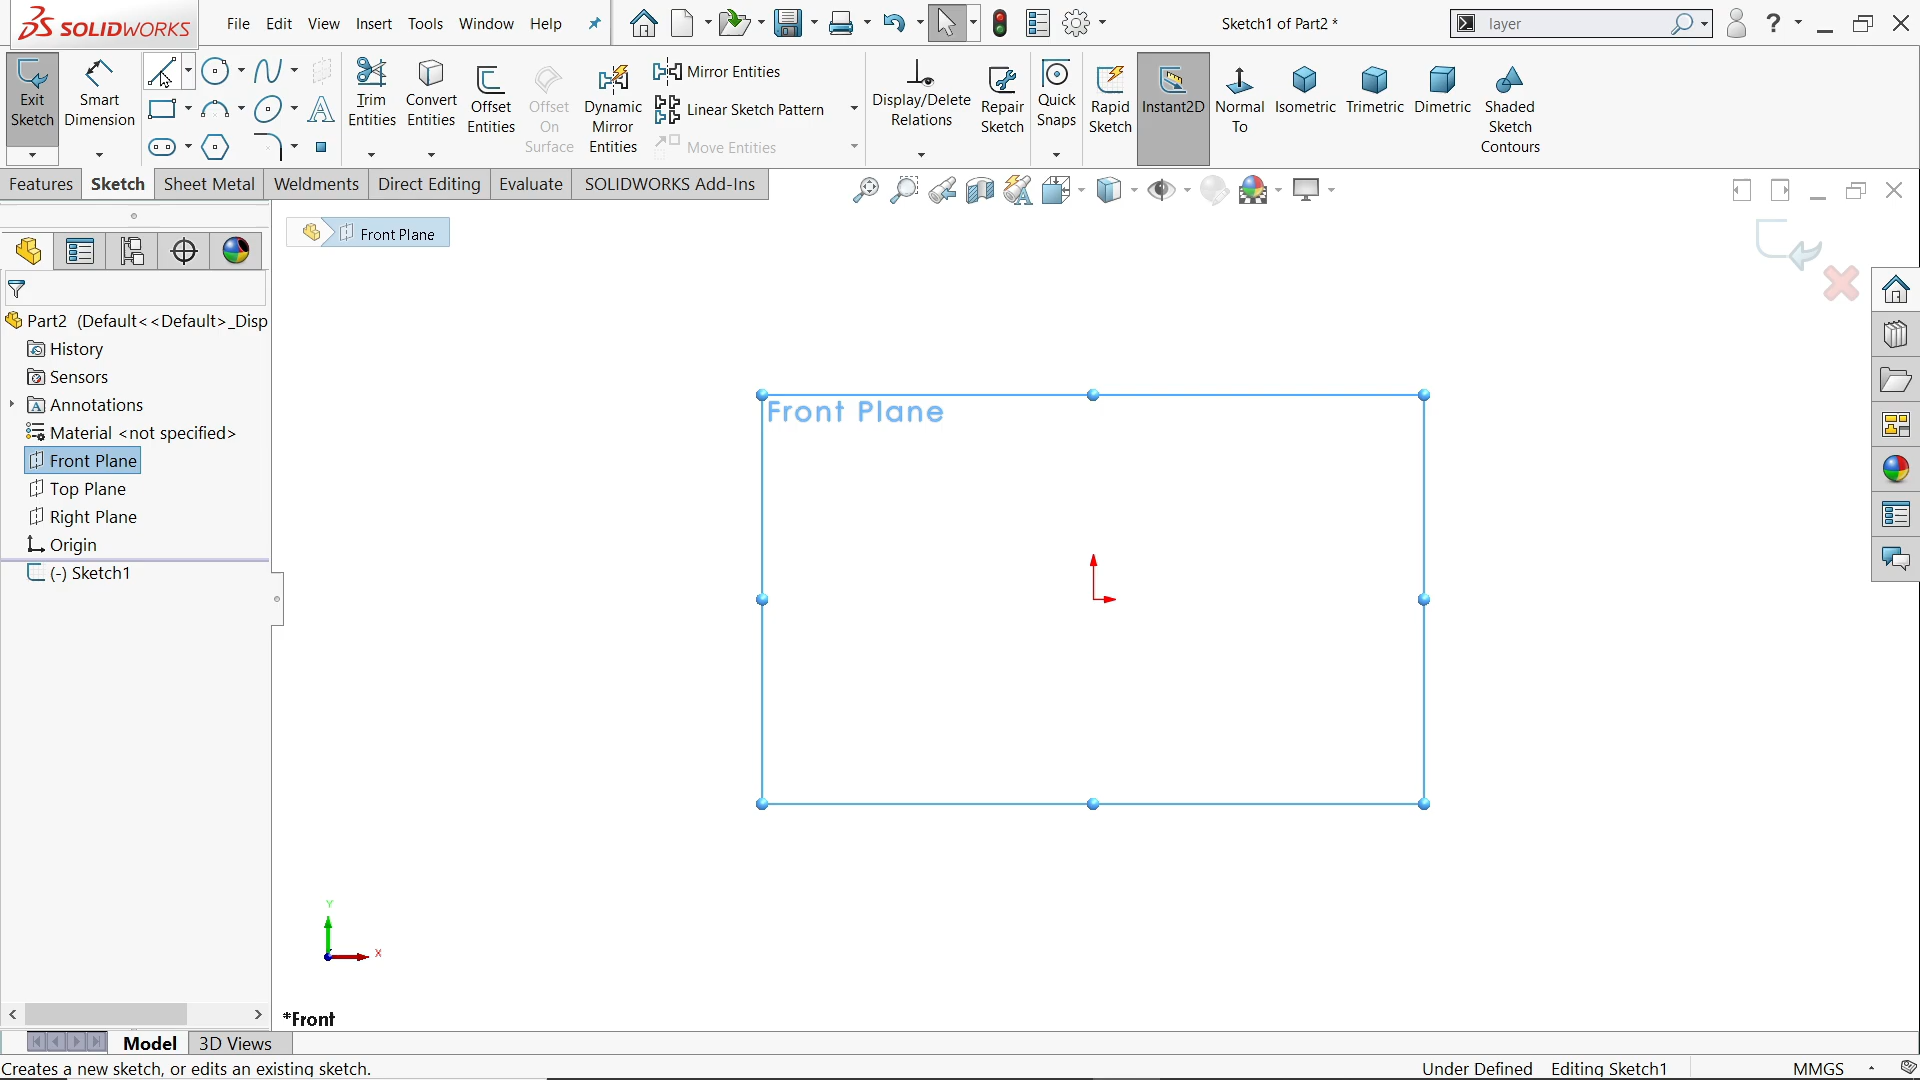 SOLIDWORKS File Edit View Insert Tools Window Help Sketch1 of Part2 * layer ?
Exit Sketch
Smart Dimension
Trim Entities
Convert Entities
Offset Entities
Offset On Surface
Dynamic Mirror Entities
Mirror Entities
Linear Sketch Pattern
Move Entities
Display/Delete Relations
Repair Sketch
Quick Snaps
Rapid Sketch
Instant2D
Normal To
Isometric
Trimetric
Dimetric
Shaded Sketch Contours
Features Sketch Sheet Metal Weldments Direct Editing Evaluate SOLIDWORKS Add-Ins
Front Plane
Part2 (Default<<Default>_Disp
History
Sensors
Annotations
Material <not specified>
Front Plane
Top Plane
Right Plane
Origin
(-) Sketch1
Front Plane
Y
X
*Front
Model 3D Views
Creates a new sketch, or edits an existing sketch. Under Defined Editing Sketch1 MMGS